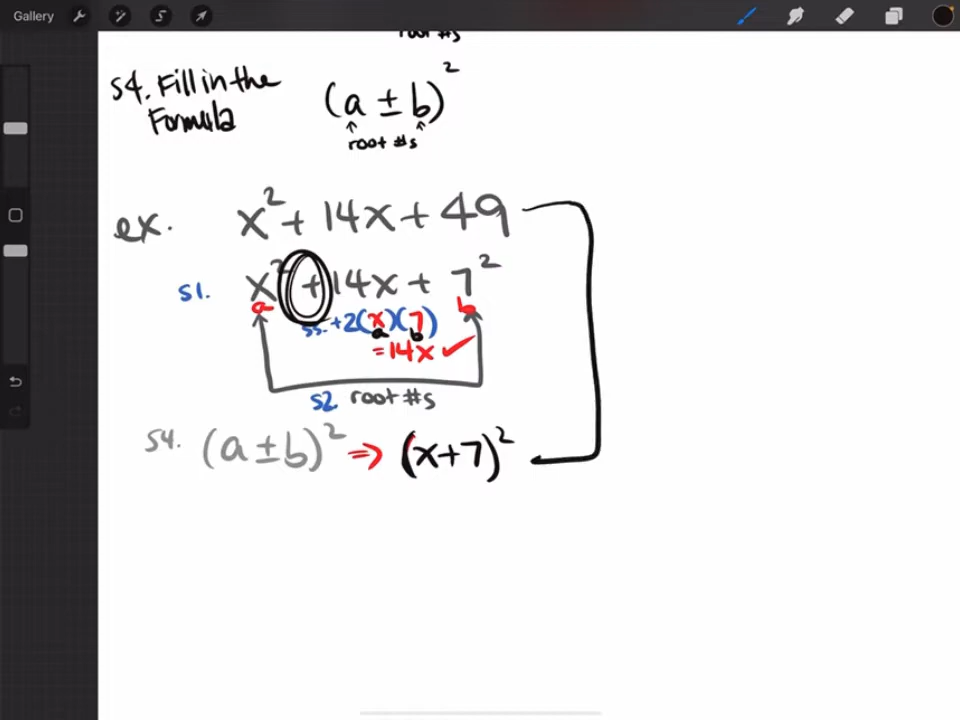 Gallery
root #s
S4. Fill in the
Formula
(a ± b)²
root #s
ex. x² + 14x + 49
S1. x² + 14x + 7²
a b
S3. +2(x)(7)
a b
= 14x ✓
S2 root #s
S4. (a ± b)² ⇒ (x+7)²